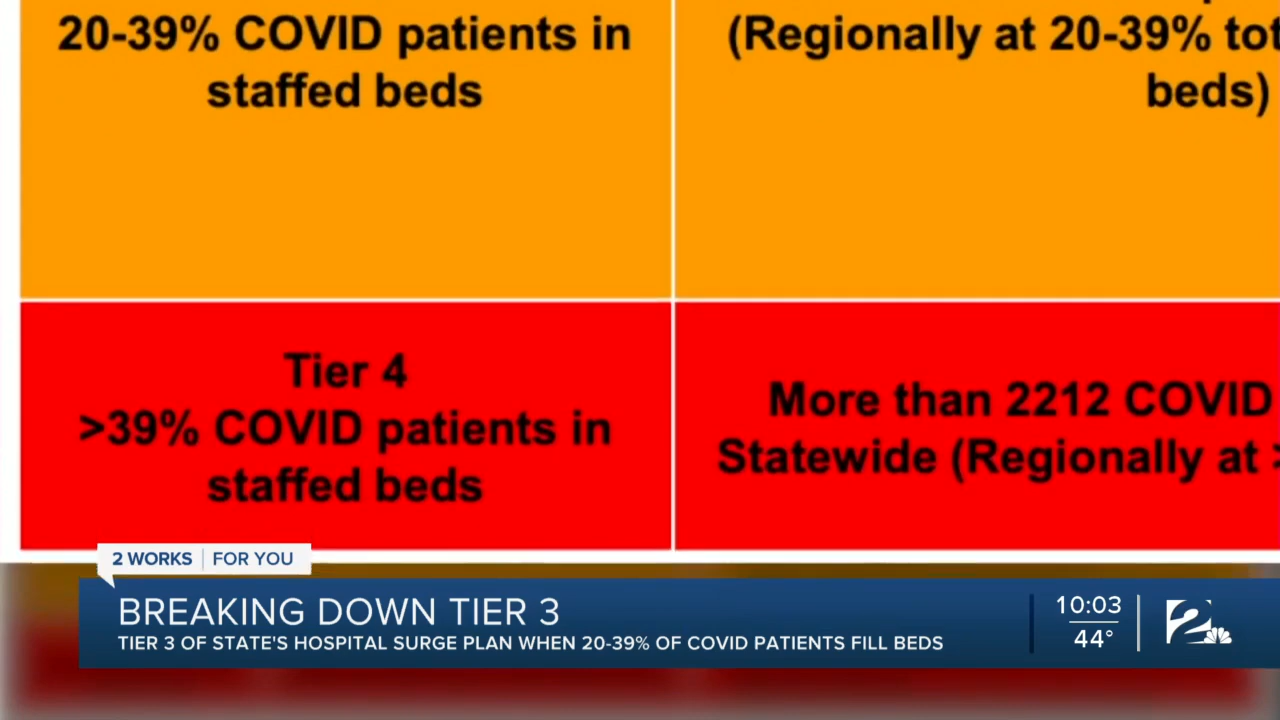 20-39% COVID patients in
staffed beds
(Regionally at 20-39%
beds)
Tier 4
>39% COVID patients in
staffed beds
More than 2212 COVID
Statewide (Regionally at
2 WORKS FOR YOU
BREAKING DOWN TIER 3
TIER 3 OF STATE'S HOSPITAL SURGE PLAN WHEN 20-39% OF COVID PATIENTS FILL BEDS
10:03
44°
2